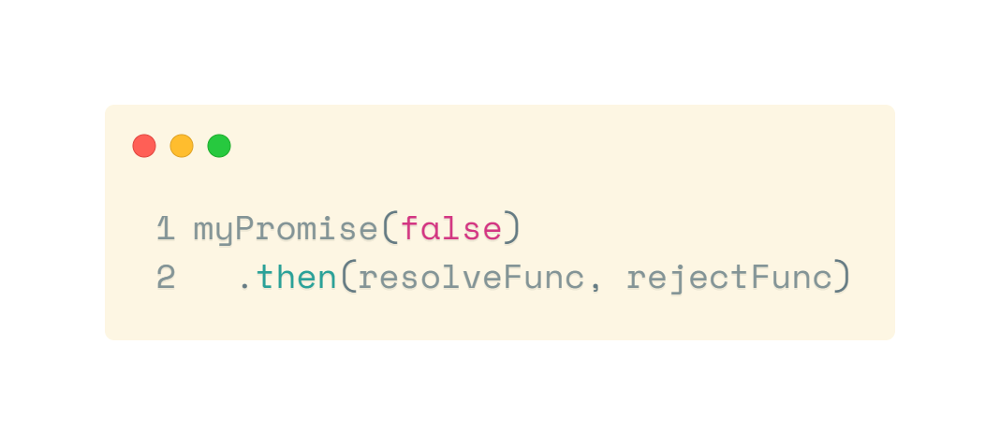 1 myPromise(false)
2   .then(resolveFunc, rejectFunc)